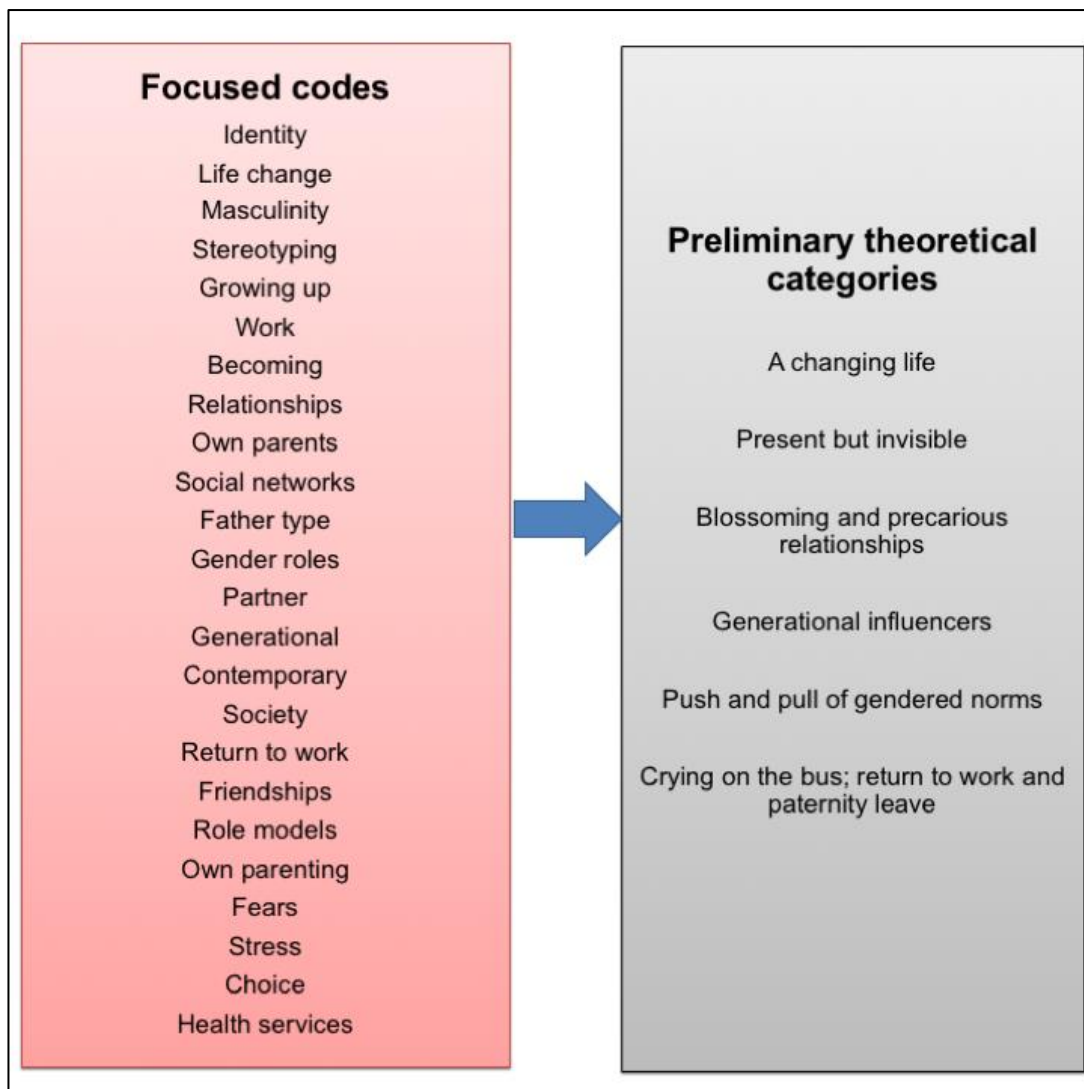 Focused codes
Identity
Life change
Masculinity
Stereotyping
Growing up
Work
Becoming
Relationships
Own parents
Social networks
Father type
Gender roles
Partner
Generational
Contemporary
Society
Return to work
Friendships
Role models
Own parenting
Fears
Stress
Choice
Health services
Preliminary theoretical
categories
A changing life
Present but invisible
Blossoming and precarious
relationships
Generational influencers
Push and pull of gendered norms
Crying on the bus; return to work and
paternity leave